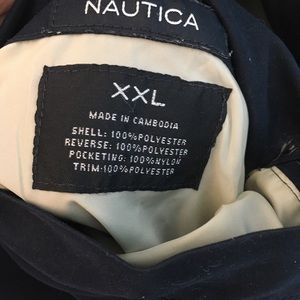 NAUTICA
XXL
MADE IN CAMBODIA
SHELL: 100%POLYESTER
REVERSE: 100%POLYESTER
POCKETING: 100%NYLON
TRIM:100%POLYESTER